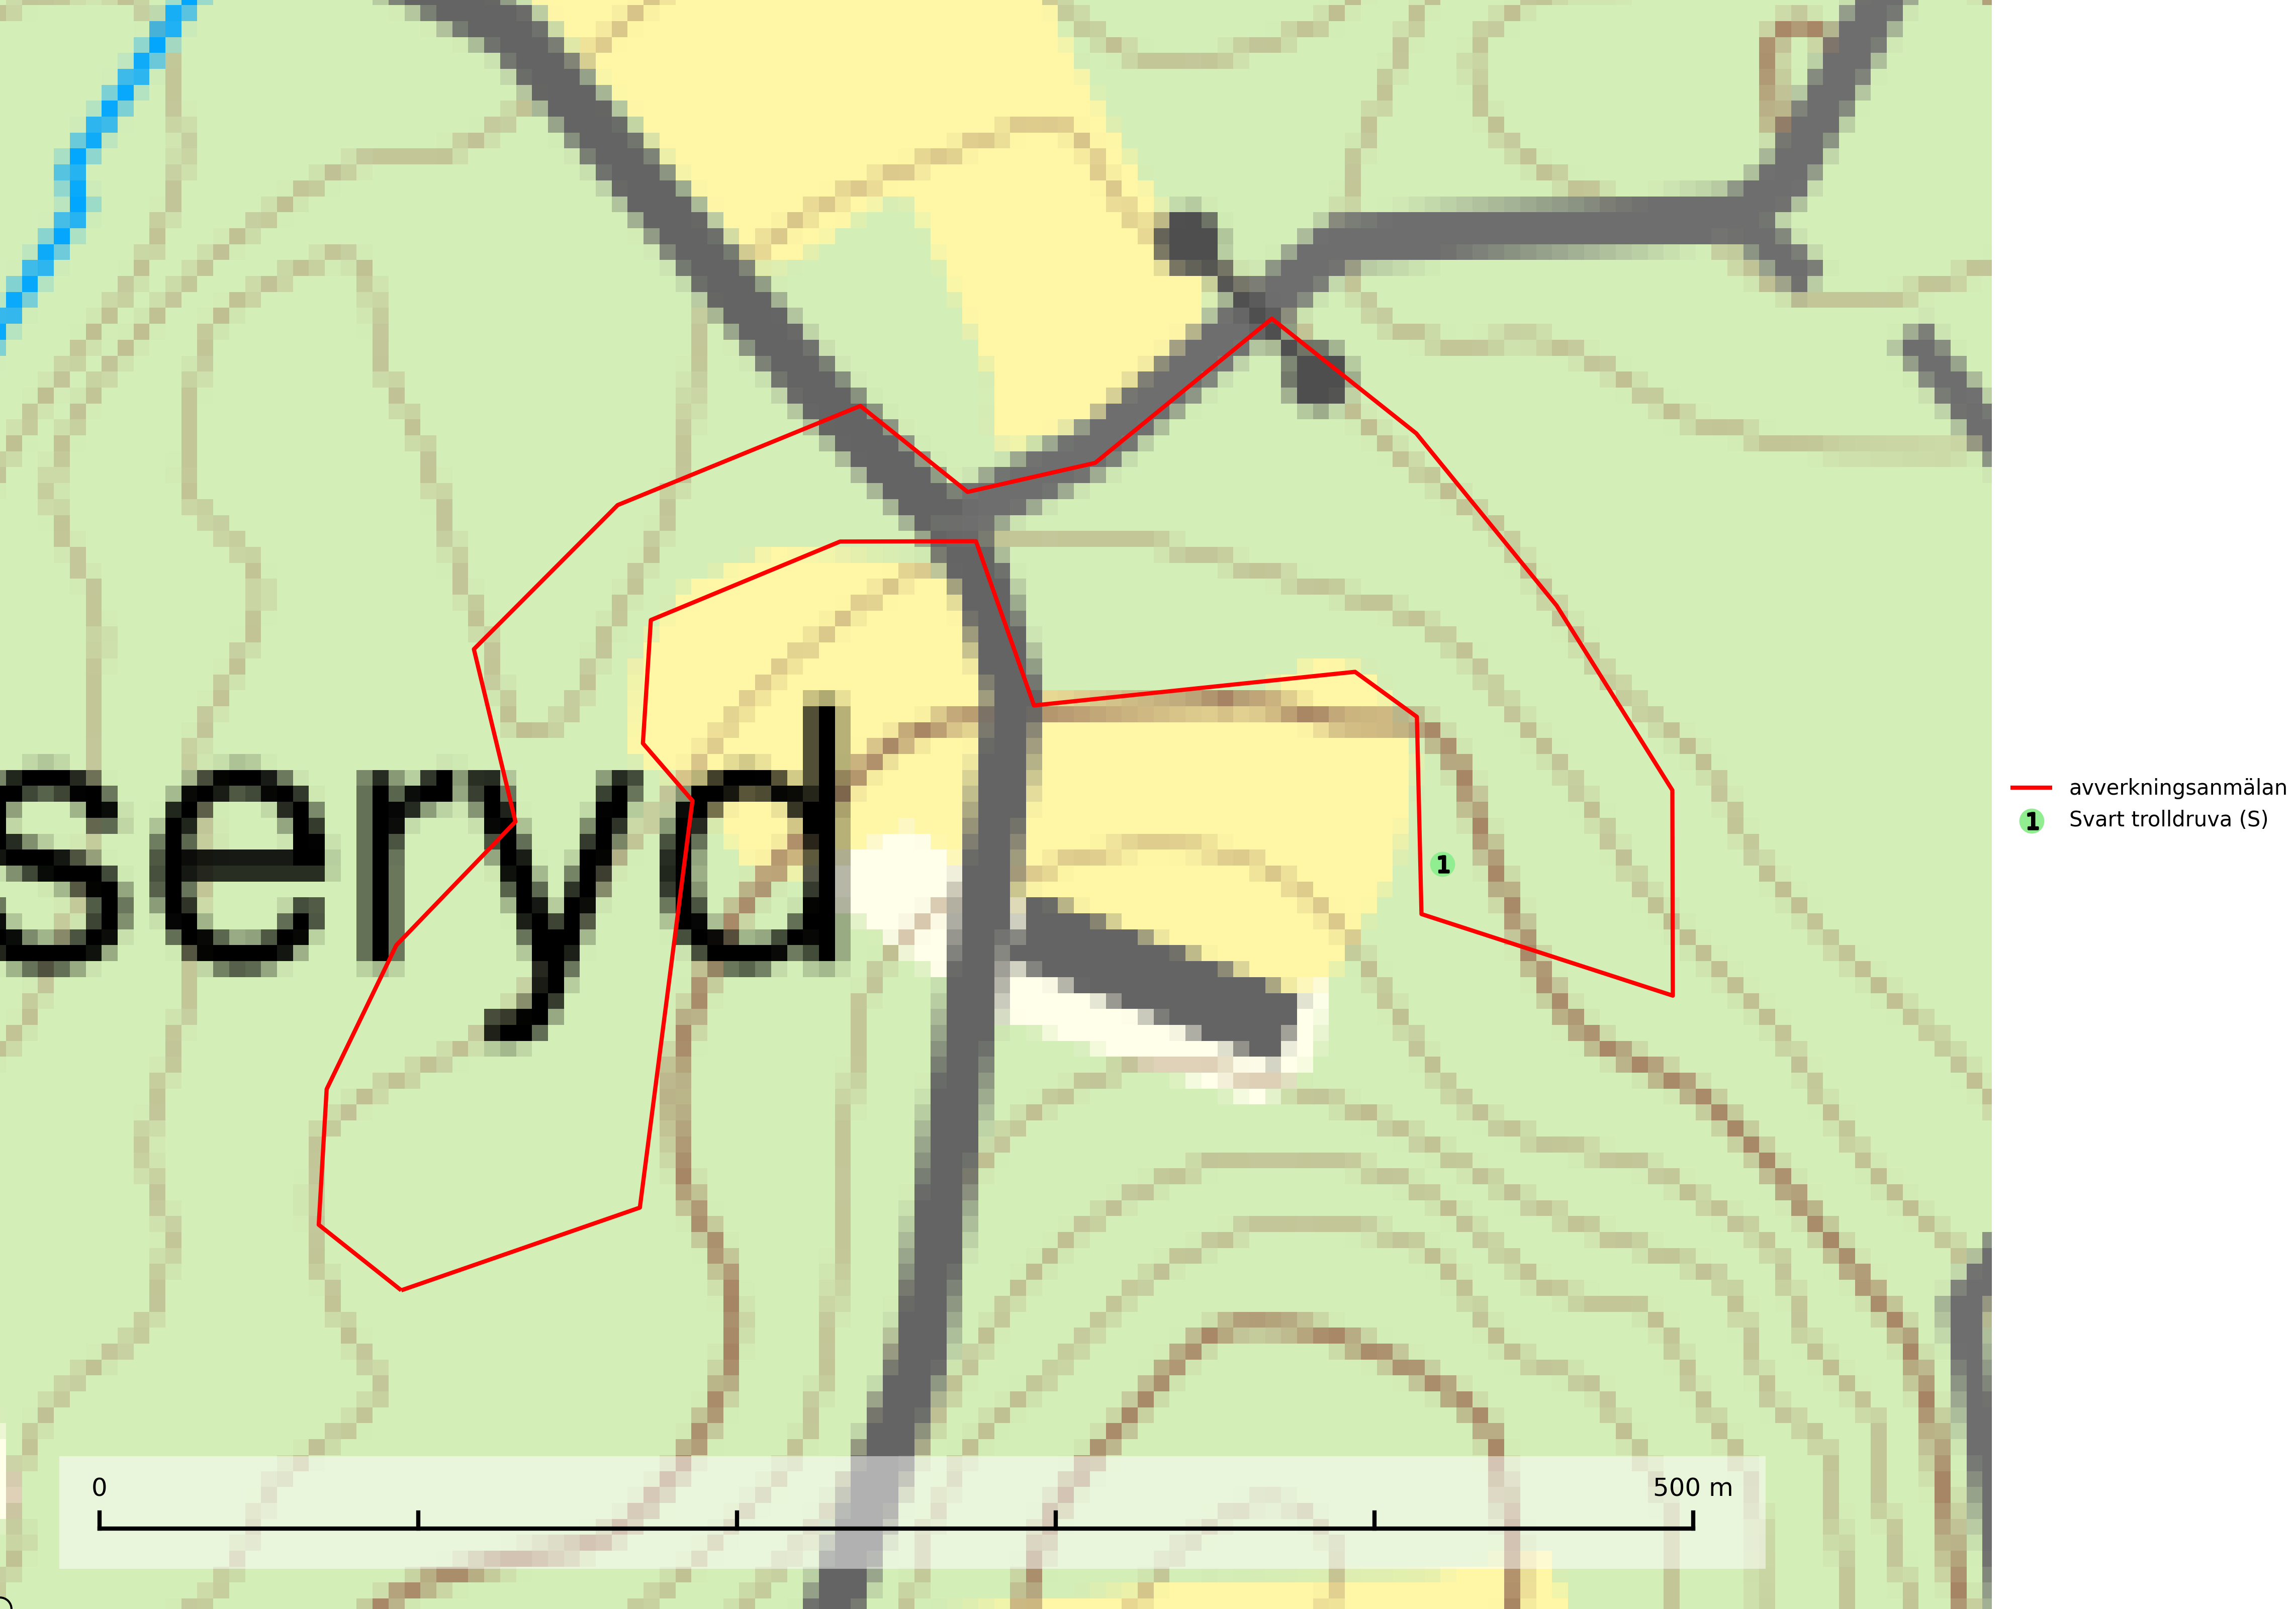 seryd
avverkningsanmälan
1 Svart trolldruva (S)
1
0 500 m